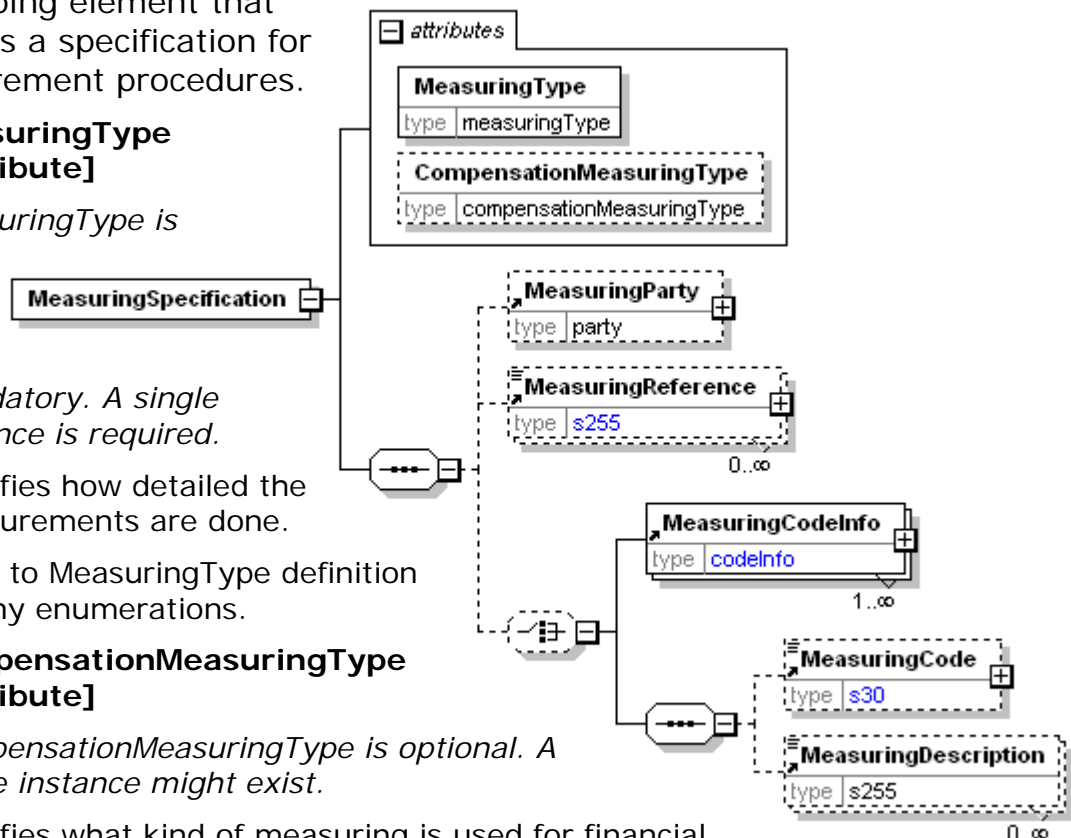 ping element that
s a specification for
rement procedures.
suringType
ibute]
uringType is
datory. A single
nce is required.
fies how detailed the
urements are done.
to MeasuringType definition
ny enumerations.
pensationMeasuringType
ibute]
pensationMeasuringType is optional. A
e instance might exist.
fies what kind of measuring is used for financial
attributes
MeasuringType
type measuringType
CompensationMeasuringType
type compensationMeasuringType
MeasuringSpecification
MeasuringParty
type party
MeasuringReference
type s255
0..∞
MeasuringCodeInfo
type codeInfo
1..∞
MeasuringCode
type s30
MeasuringDescription
type s255
0..∞